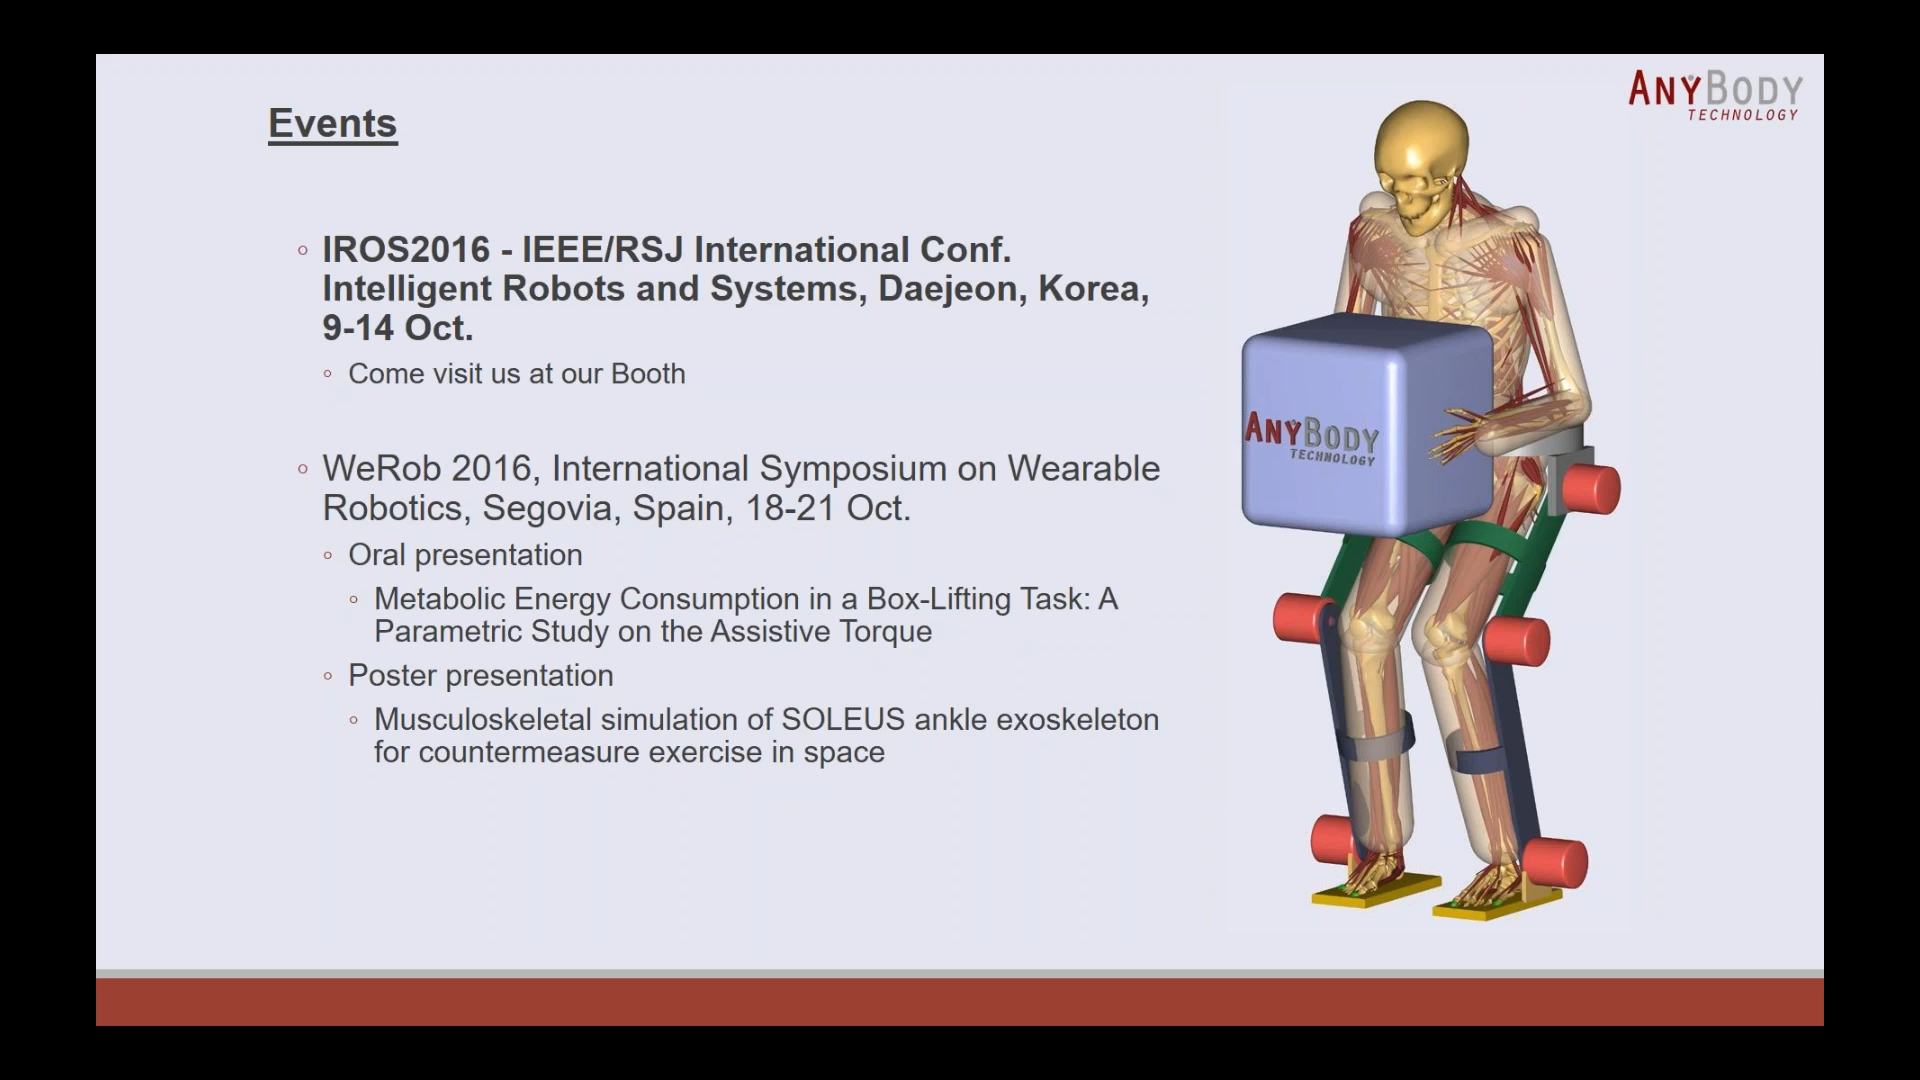 ANYBODY
TECHNOLOGY
Events
IROS2016 - IEEE/RSJ International Conf.
Intelligent Robots and Systems, Daejeon, Korea,
9-14 Oct.
Come visit us at our Booth
WeRob 2016, International Symposium on Wearable
Robotics, Segovia, Spain, 18-21 Oct.
Oral presentation
Metabolic Energy Consumption in a Box-Lifting Task: A
Parametric Study on the Assistive Torque
Poster presentation
Musculoskeletal simulation of SOLEUS ankle exoskeleton
for countermeasure exercise in space
ANYBODY
TECHNOLOGY